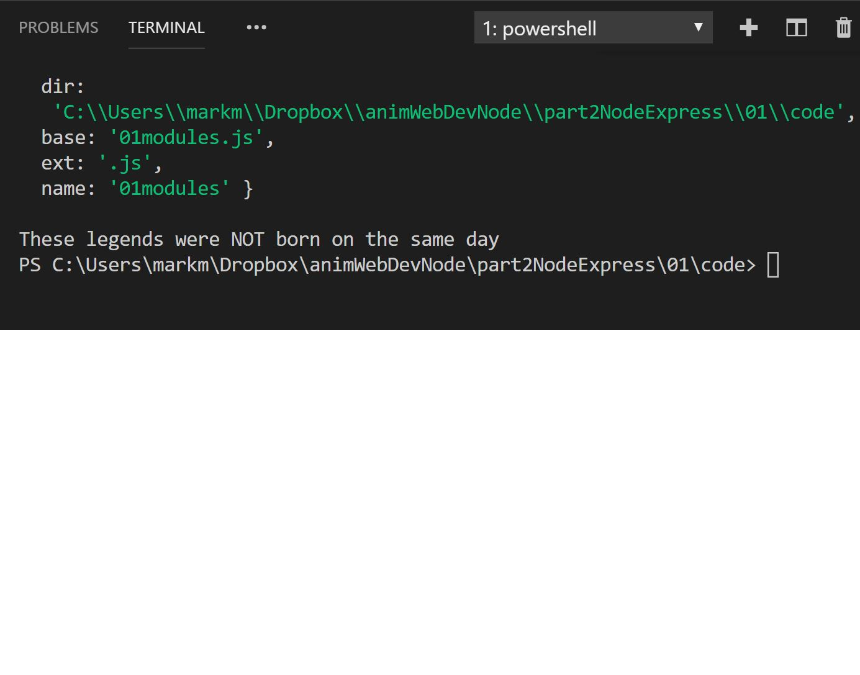 PROBLEMS TERMINAL ••• 1: powershell
dir:
'C:\\Users\\markm\\Dropbox\\animWebDevNode\\part2NodeExpress\\01\\code',
base: '01modules.js',
ext: '.js',
name: '01modules' }
These legends were NOT born on the same day
PS C:\Users\markm\Dropbox\animWebDevNode\part2NodeExpress\01\code>